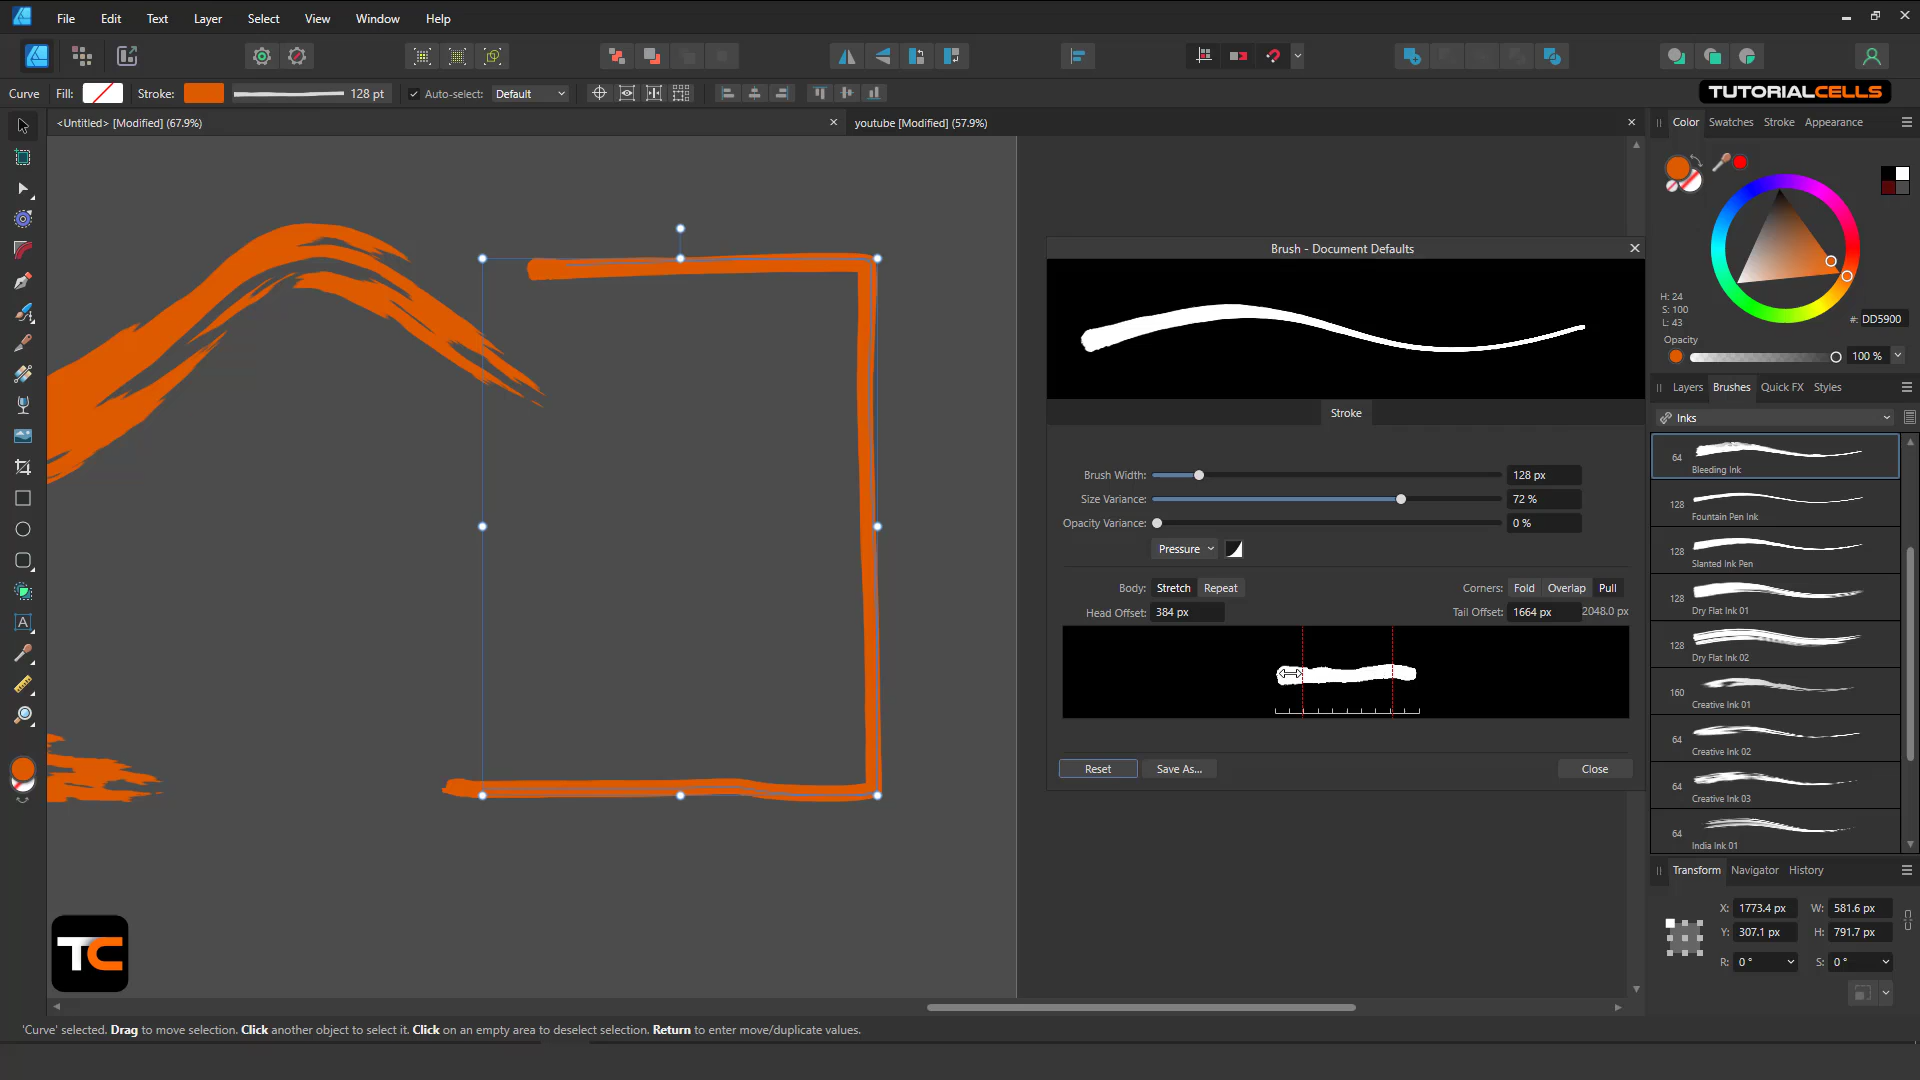 File Edit Text Layer Select View Window Help
Curve Fill: Stroke: 128 pt Auto-select: Default
TUTORIALCELLS
<Untitled> [Modified] (67.9%)
youtube [Modified] (57.9%)
Color Swatches Stroke Appearance
H: 24
S: 100
L: 43
#: DD5900
Opacity
100 %
Layers Brushes Quick FX Styles
Inks
64
Bleeding Ink
128
Fountain Pen Ink
128
Slanted Ink Pen
128
Dry Flat Ink 01
128
Dry Flat Ink 02
160
Creative Ink 01
64
Creative Ink 02
64
Creative Ink 03
64
India Ink 01
Brush - Document Defaults
Stroke
Brush Width: 128 px
Size Variance: 72 %
Opacity Variance: 0 %
Pressure
Body: Stretch Repeat Corners: Fold Overlap Pull
Head Offset: 384 px Tail Offset: 1664 px 2048.0 px
Reset Save As... Close
Transform Navigator History
X: 1773.4 px W: 581.6 px
Y: 307.1 px H: 791.7 px
R: 0 ° S: 0 °
TC
A
'Curve' selected. Drag to move selection. Click another object to select it. Click on an empty area to deselect selection. Return to enter move/duplicate values.